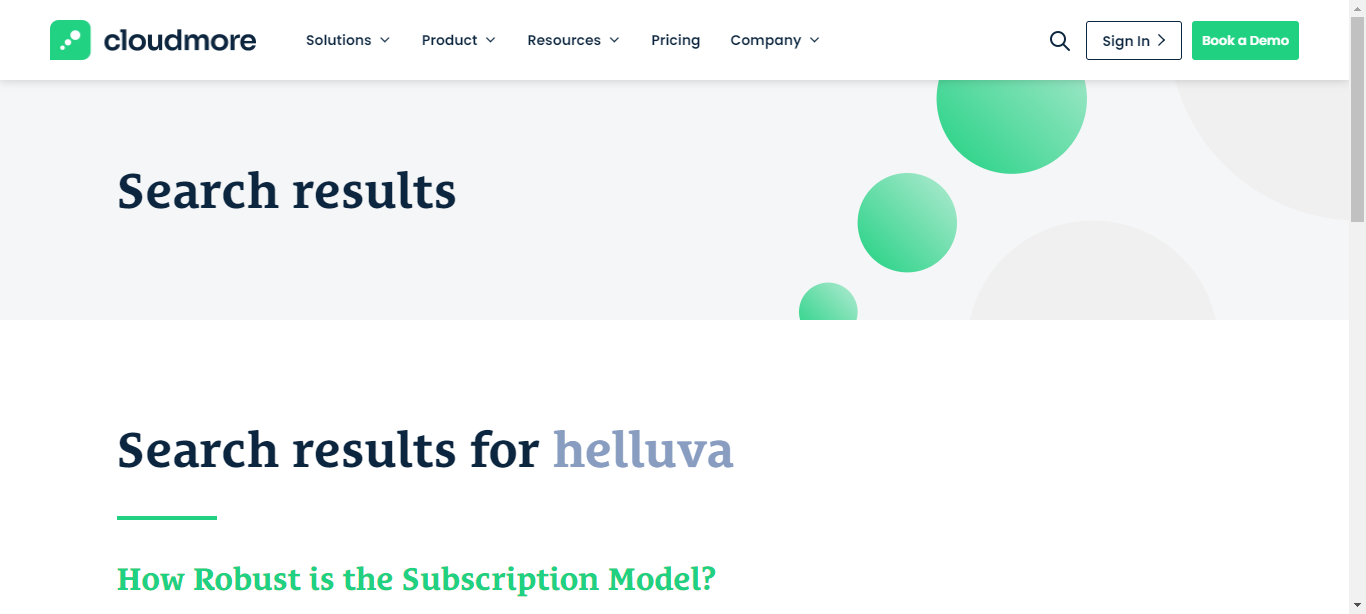 cloudmore
Solutions
Product
Resources
Pricing
Company
Sign In
Book a Demo
Search results
Search results for helluva
How Robust is the Subscription Model?